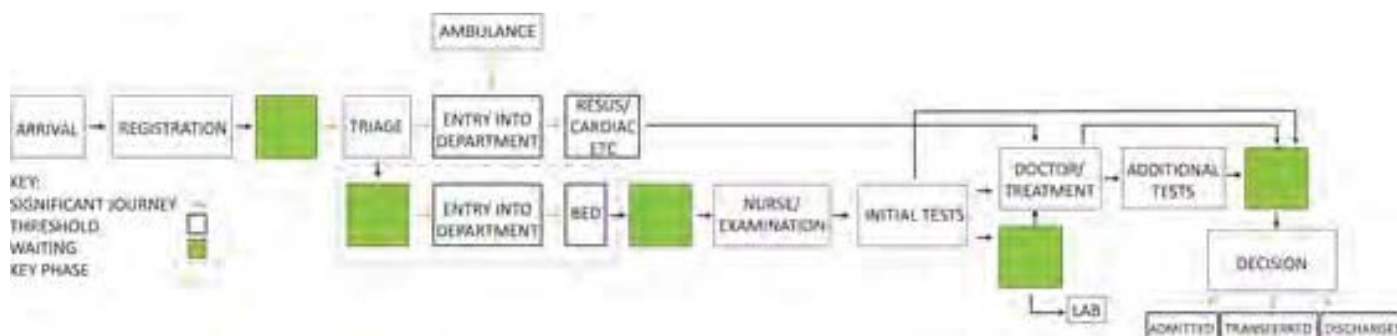 AMBULANCE
ARRIVAL
REGISTRATION
TRIAGE
ENTRY INTO
DEPARTMENT
RESUS/
CARDIAC
ETC
KEY:
SIGNIFICANT JOURNEY
THRESHOLD
WAITING
KEY PHASE
ENTRY INTO
DEPARTMENT
BED
NURSE/
EXAMINATION
INITIAL TESTS
DOCTOR/
TREATMENT
ADDITIONAL
TESTS
LAB
DECISION
ADMITTED
TRANSFERRED
DISCHARGE